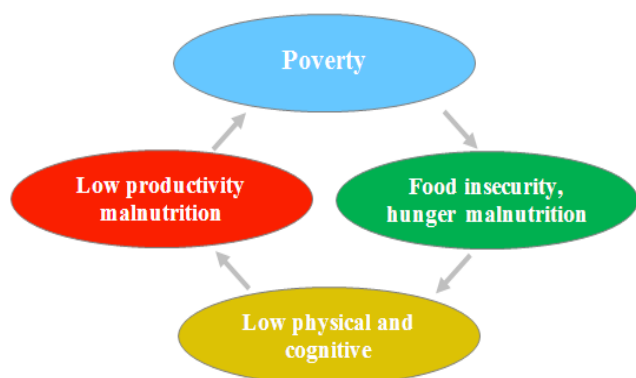 Poverty
Low productivity
malnutrition
Food insecurity,
hunger malnutrition
Low physical and
cognitive